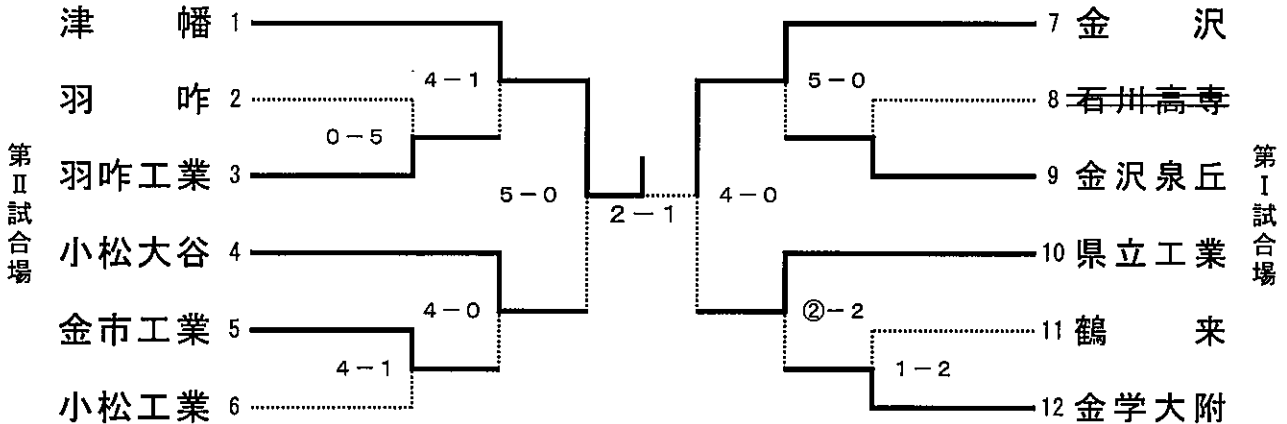 津幡 1
羽咋 2
羽咋工業 3
小松大谷 4
金市工業 5
小松工業 6
第Ⅱ試合場
4－1
0－5
5－0
4－0
4－1
2－1
5－0
4－0
②-2
1－2
7 金沢
8 石川高専
9 金沢泉丘
10 県立工業
11 鶴来
12 金学大附
第Ⅰ試合場